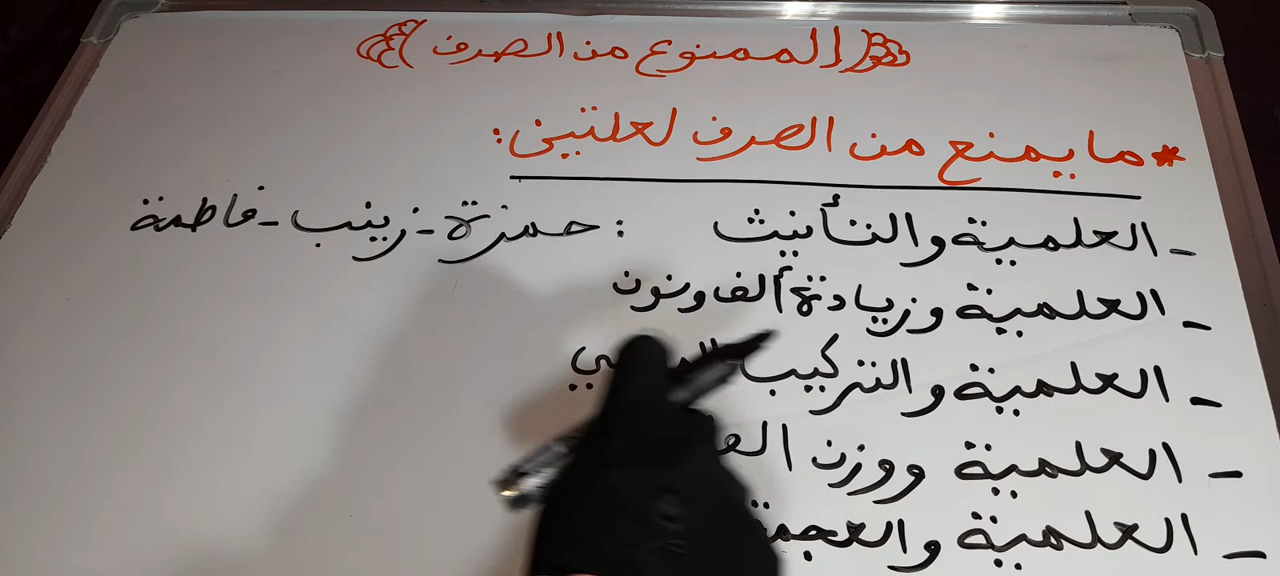 الممنوع من الصرف
* ما يمنع من الصرف لعلتين:
- العلمية والتأنيث : حمزة - زينب - فاطمة
- العلمية وزيادة ألف ونون
- العلمية والتركيب
- العلمية ووزن
- العلمية والعجمة